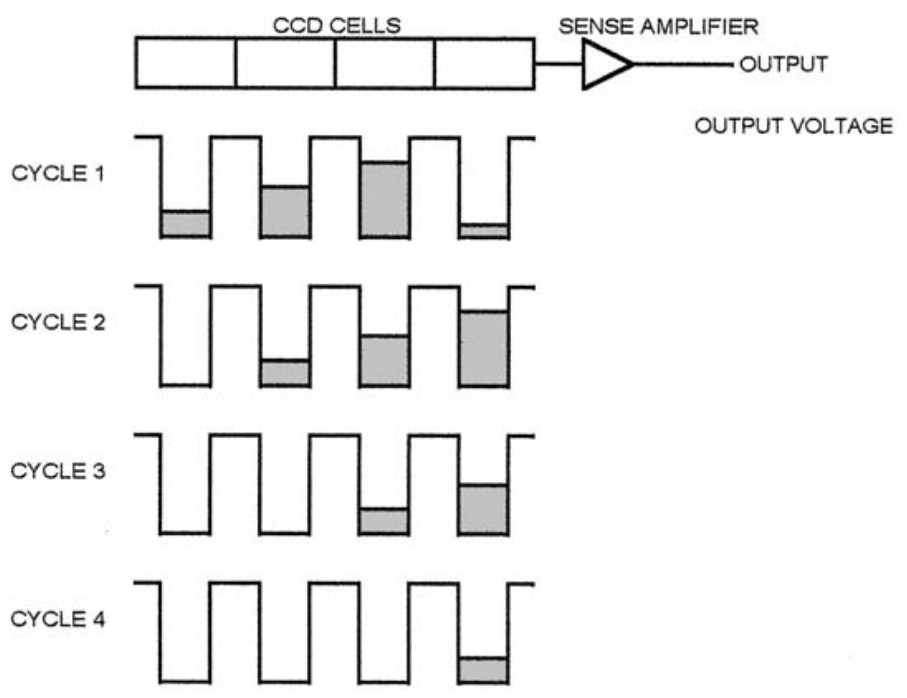 CCD CELLS
SENSE AMPLIFIER
OUTPUT
OUTPUT VOLTAGE
CYCLE 1
CYCLE 2
CYCLE 3
CYCLE 4